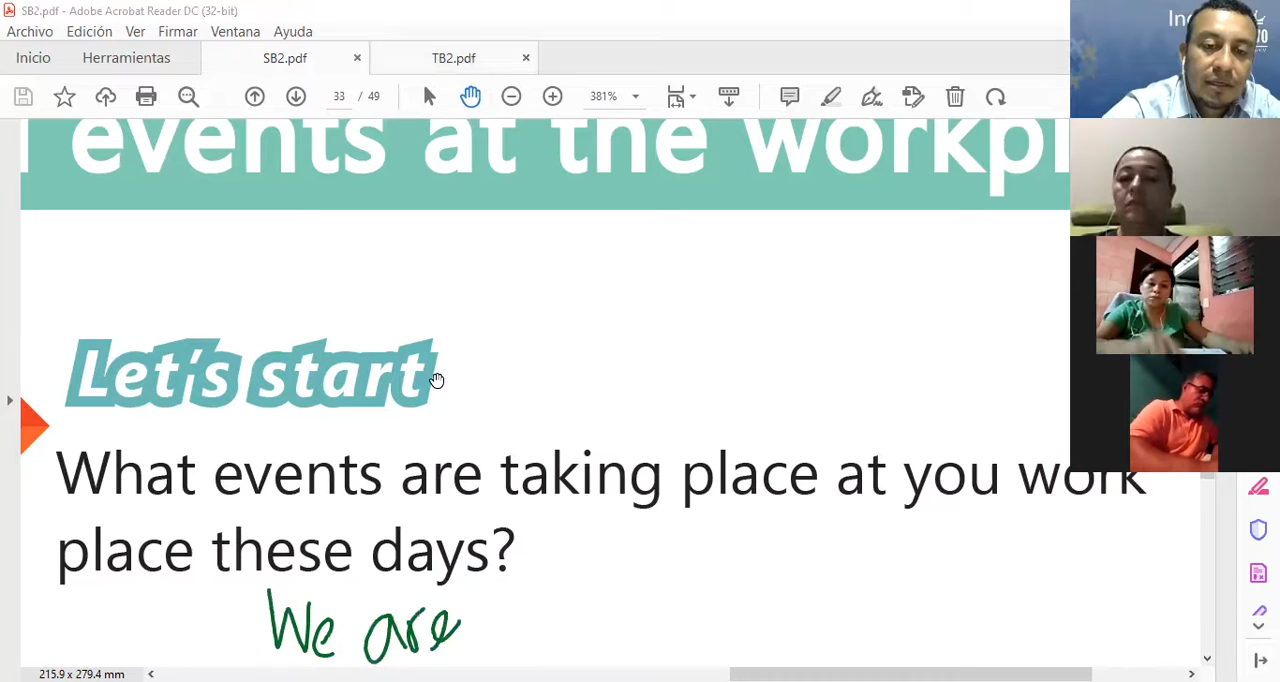 SB2.pdf - Adobe Acrobat Reader DC (32-bit)
Archivo Edición Ver Firmar Ventana Ayuda
Inicio Herramientas SB2.pdf × TB2.pdf ×
33 / 49 381%
events at the workpl
Let's start
What events are taking place at you work
place these days?
We are
215.9 x 279.4 mm